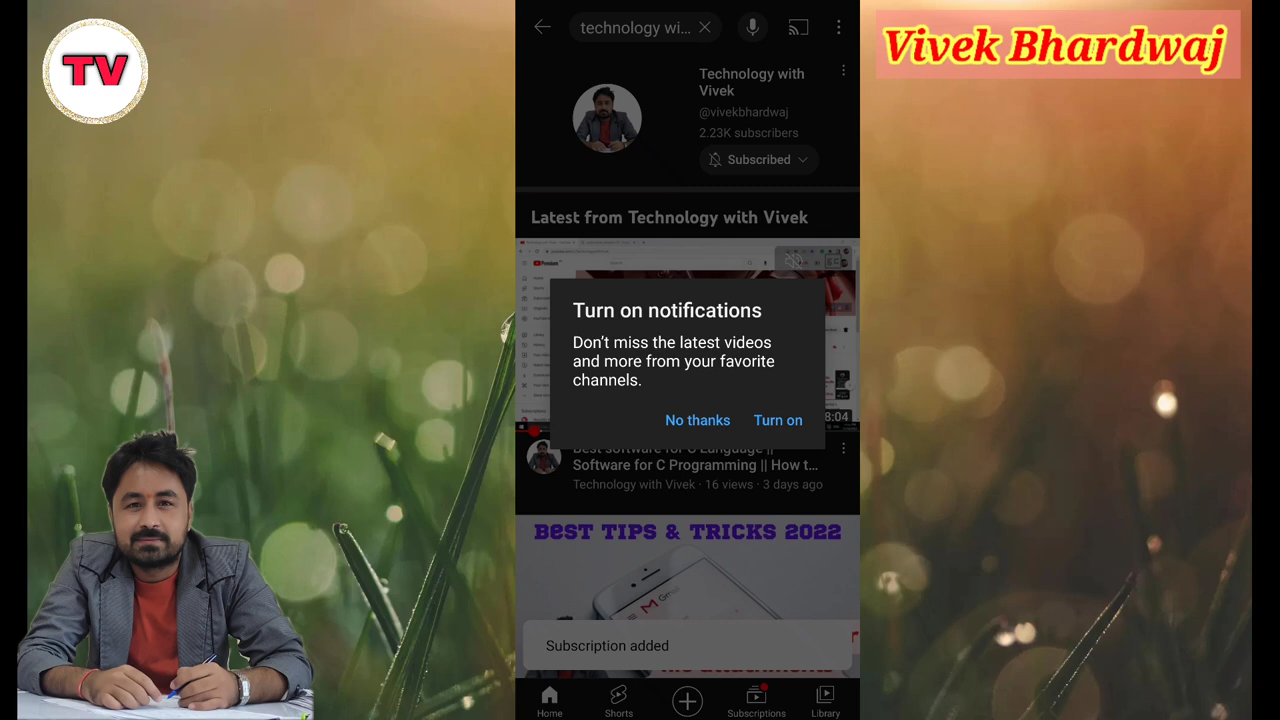 TV
Vivek Bhardwaj
technology wi...
Technology with
Vivek
@vivekbhardwaj
2.23K subscribers
Subscribed
Latest from Technology with Vivek
Turn on notifications
Don't miss the latest videos
and more from your favorite
channels.
No thanks
Turn on
8:04
Best software for C Language ||
Software for C Programming || How t...
Technology with Vivek · 16 views · 3 days ago
BEST TIPS & TRICKS 2022
Gmail
Subscription added
Home
Shorts
Subscriptions
Library